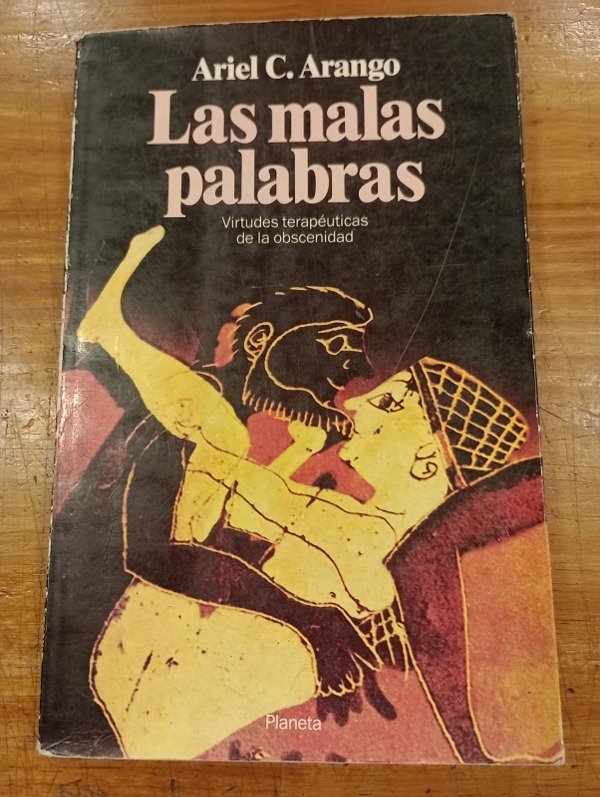 Ariel C. Arango
Las malas
palabras
Virtudes terapéuticas
de la obscenidad
Planeta